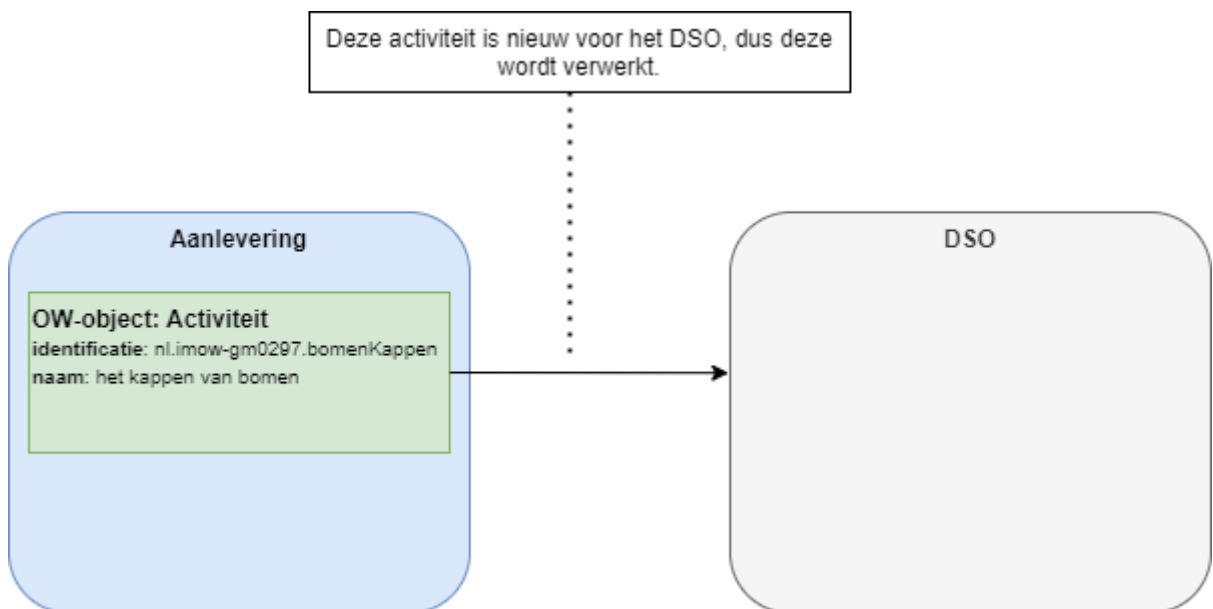 Deze activiteit is nieuw voor het DSO, dus deze
wordt verwerkt.
Aanlevering
OW-object: Activiteit
identificatie: nl.imow-gm0297.bomenKappen
naam: het kappen van bomen
DSO